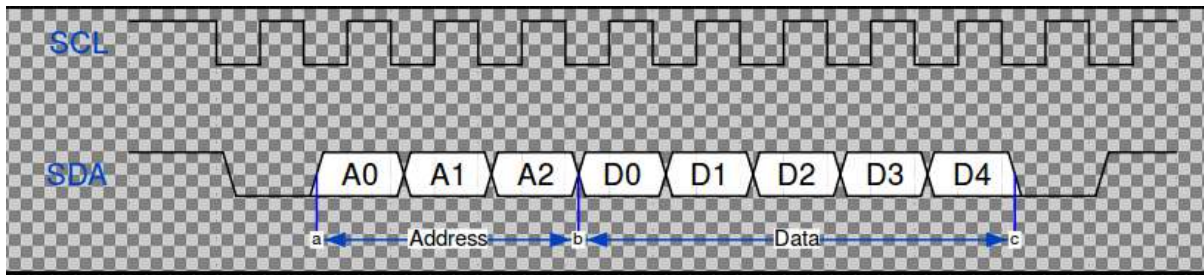 SCL
SDA A0 A1 A2 D0 D1 D2 D3 D4
a Address b Data c